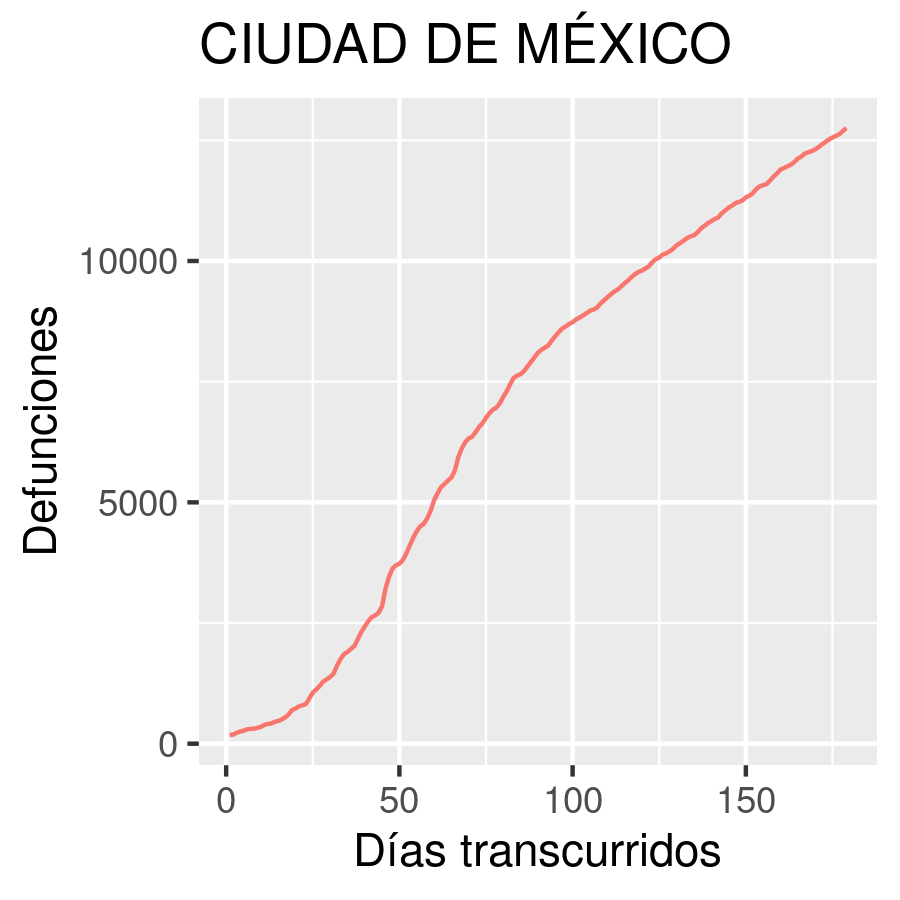 CIUDAD DE MÉXICO
Defunciones
10000
5000
0
0 50 100 150
Días transcurridos